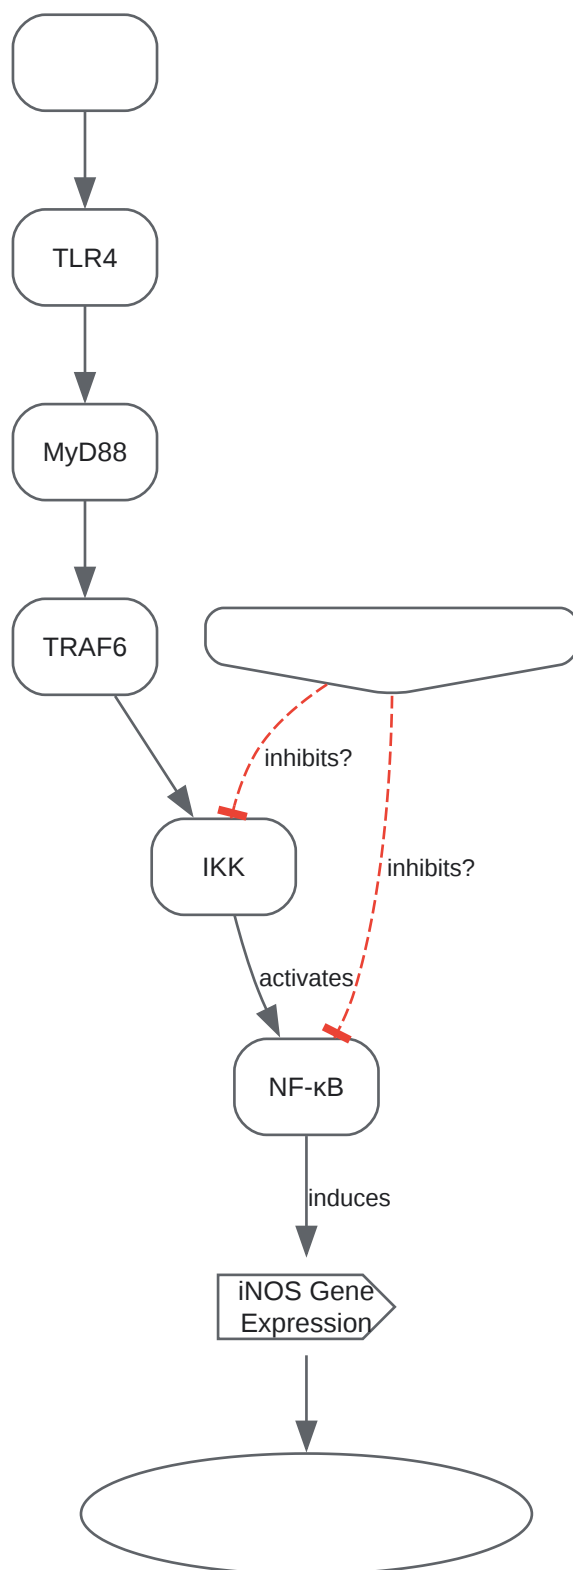 TLR4
MyD88
TRAF6
inhibits?
IKK
inhibits?
activates
NF-κB
induces
iNOS Gene
Expression